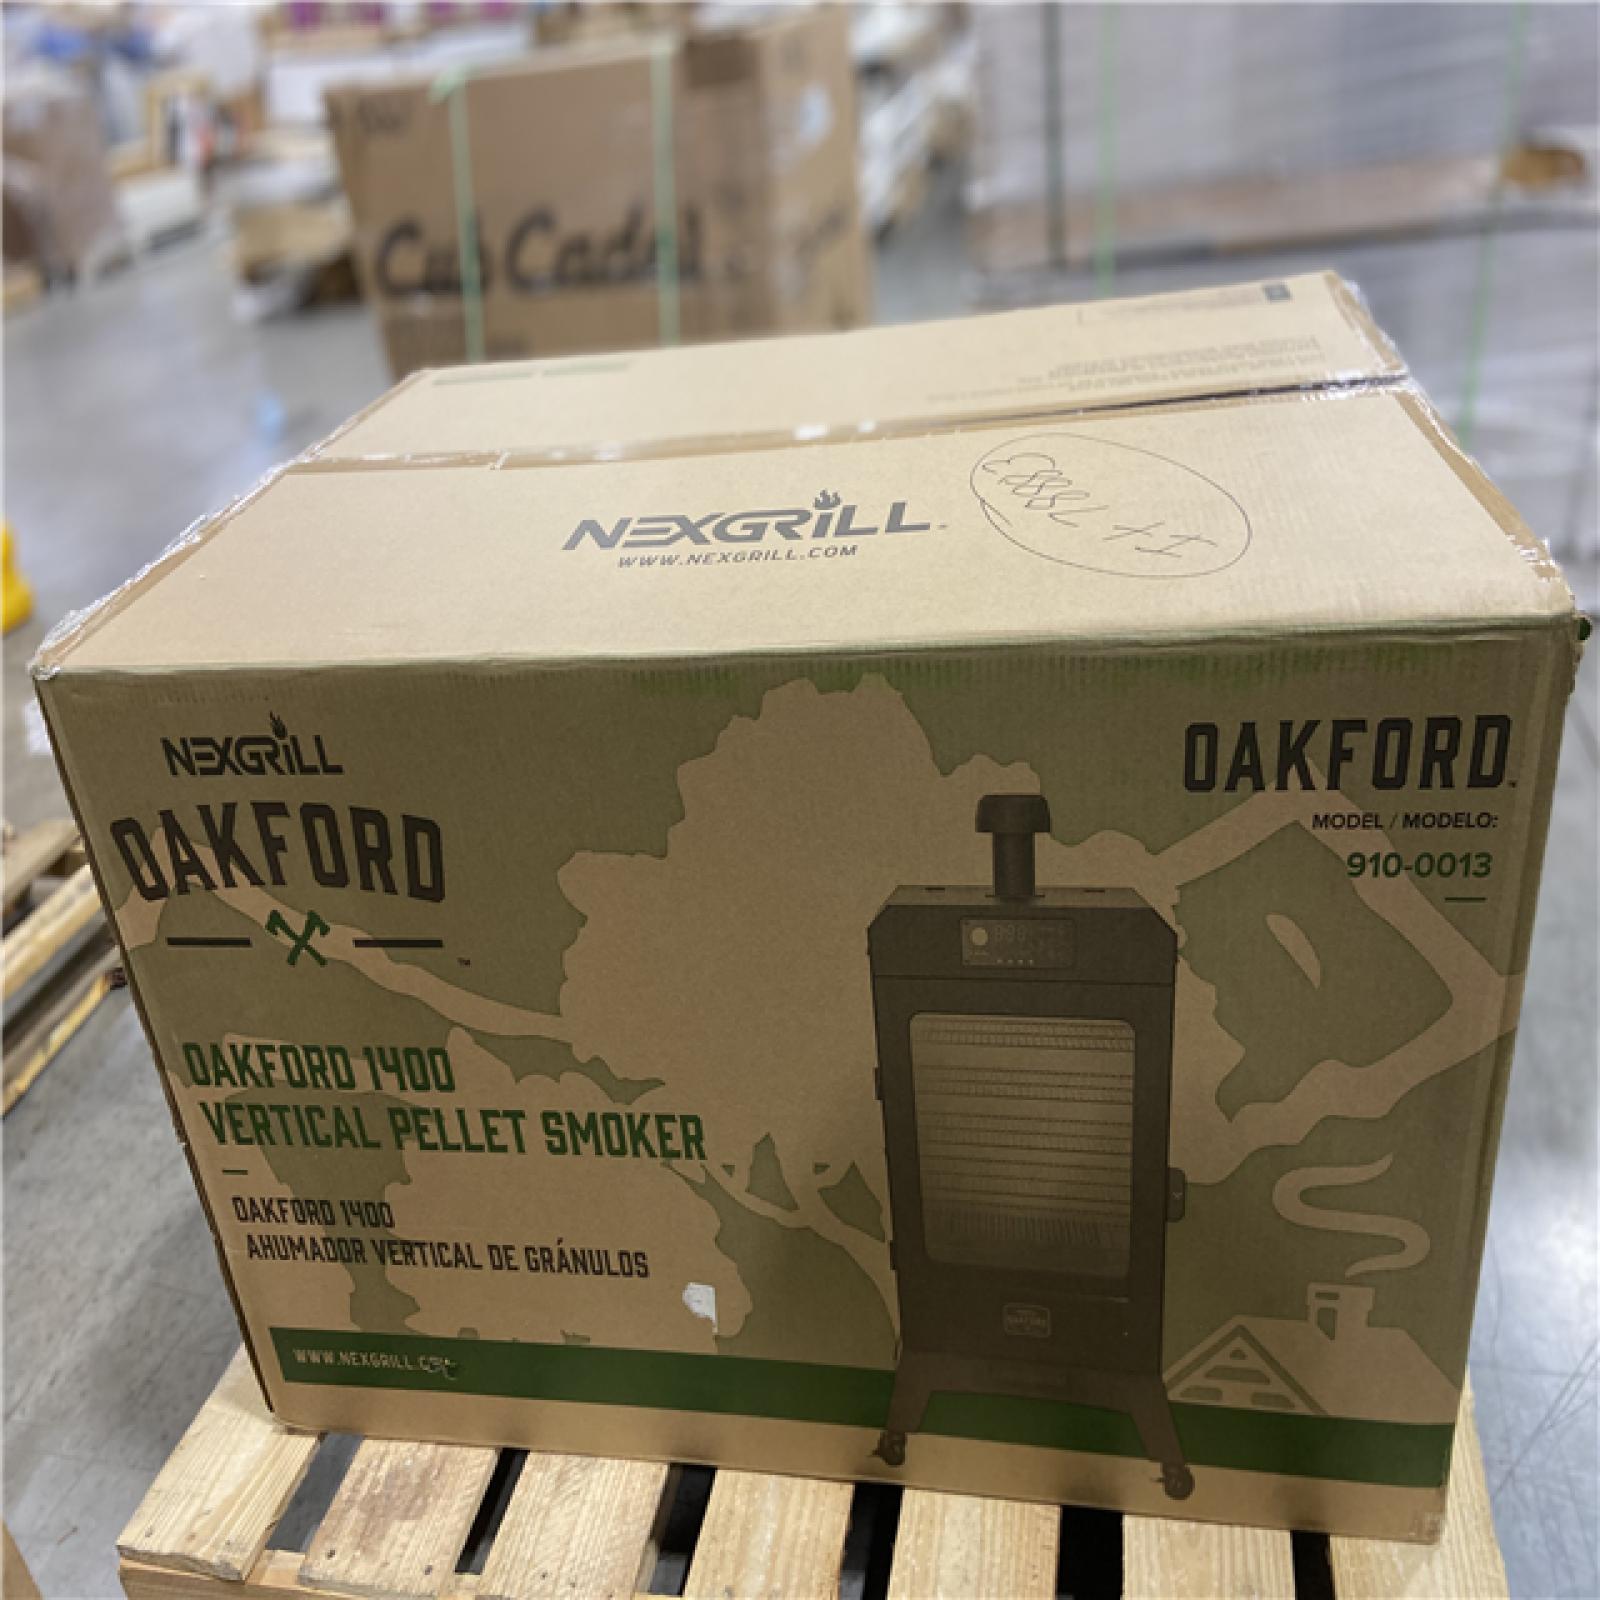 Cub Cadet
NEXGRILL
WWW.NEXGRILL.COM
NEXGRILL
OAKFORD
OAKFORD
MODEL / MODELO:
910-0013
OAKFORD 1400
VERTICAL PELLET SMOKER
OAKFORD 1400
AHUMADOR VERTICAL DE GRÁNULOS
OAKFORD
WWW.NEXGRILL.COM